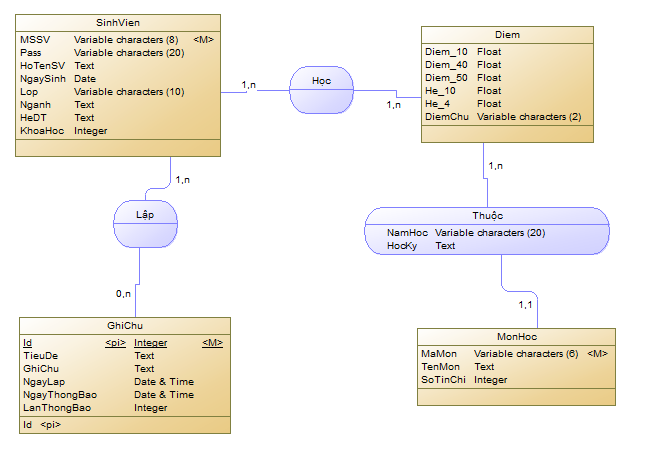 SinhVien
MSSV Variable characters (8) <M>
Pass Variable characters (20)
HoTenSV Text
NgaySinh Date
Lop Variable characters (10)
Nganh Text
HeDT Text
KhoaHoc Integer
1,n
Học
1,n
Diem
Diem_10 Float
Diem_40 Float
Diem_50 Float
He_10 Float
He_4 Float
DiemChu Variable characters (2)
1,n
Lập
0,n
1,n
Thuộc
NamHoc Variable characters (20)
HocKy Text
1,1
GhiChu
Id <pi> Integer <M>
TieuDe Text
GhiChu Text
NgayLap Date & Time
NgayThongBao Date & Time
LanThongBao Integer
Id <pi>
MonHoc
MaMon Variable characters (6) <M>
TenMon Text
SoTinChi Integer